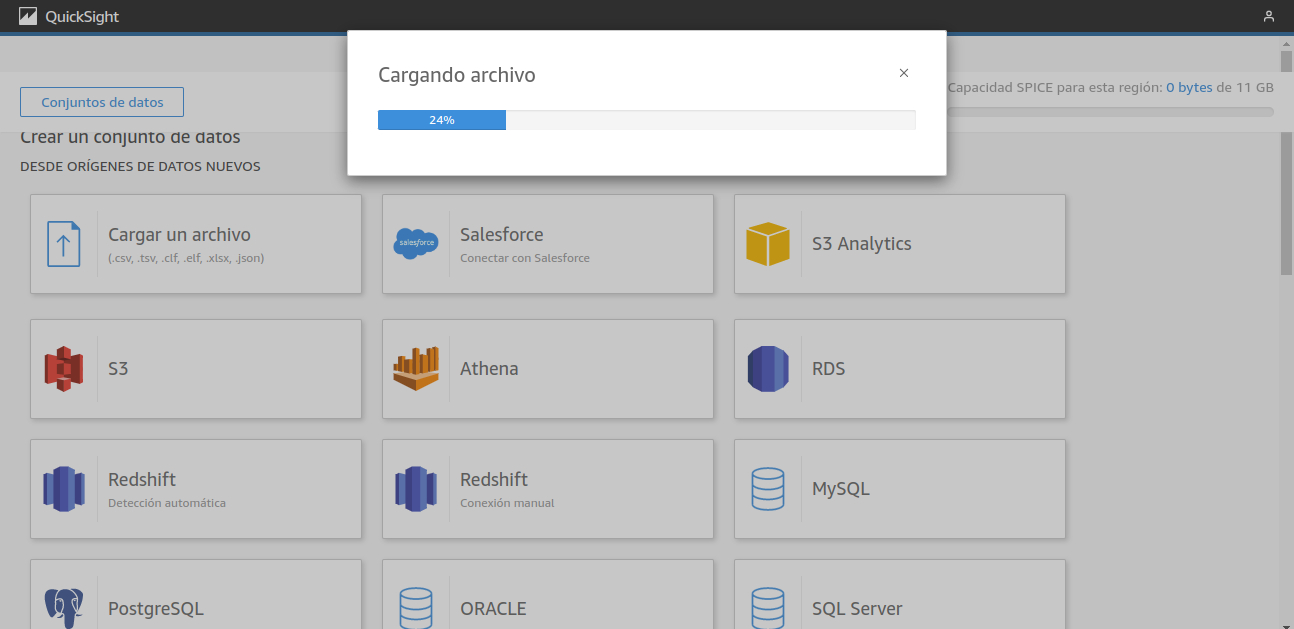 QuickSight
Cargando archivo
24%
Conjuntos de datos
Capacidad SPICE para esta región: 0 bytes de 11 GB
Crear un conjunto de datos
DESDE ORÍGENES DE DATOS NUEVOS
Cargar un archivo
(.csv, .tsv, .clf, .elf, .xlsx, .json)
salesforce
Salesforce
Conectar con Salesforce
S3 Analytics
S3
Athena
RDS
Redshift
Detección automática
Redshift
Conexión manual
MySQL
PostgreSQL
ORACLE
SQL Server